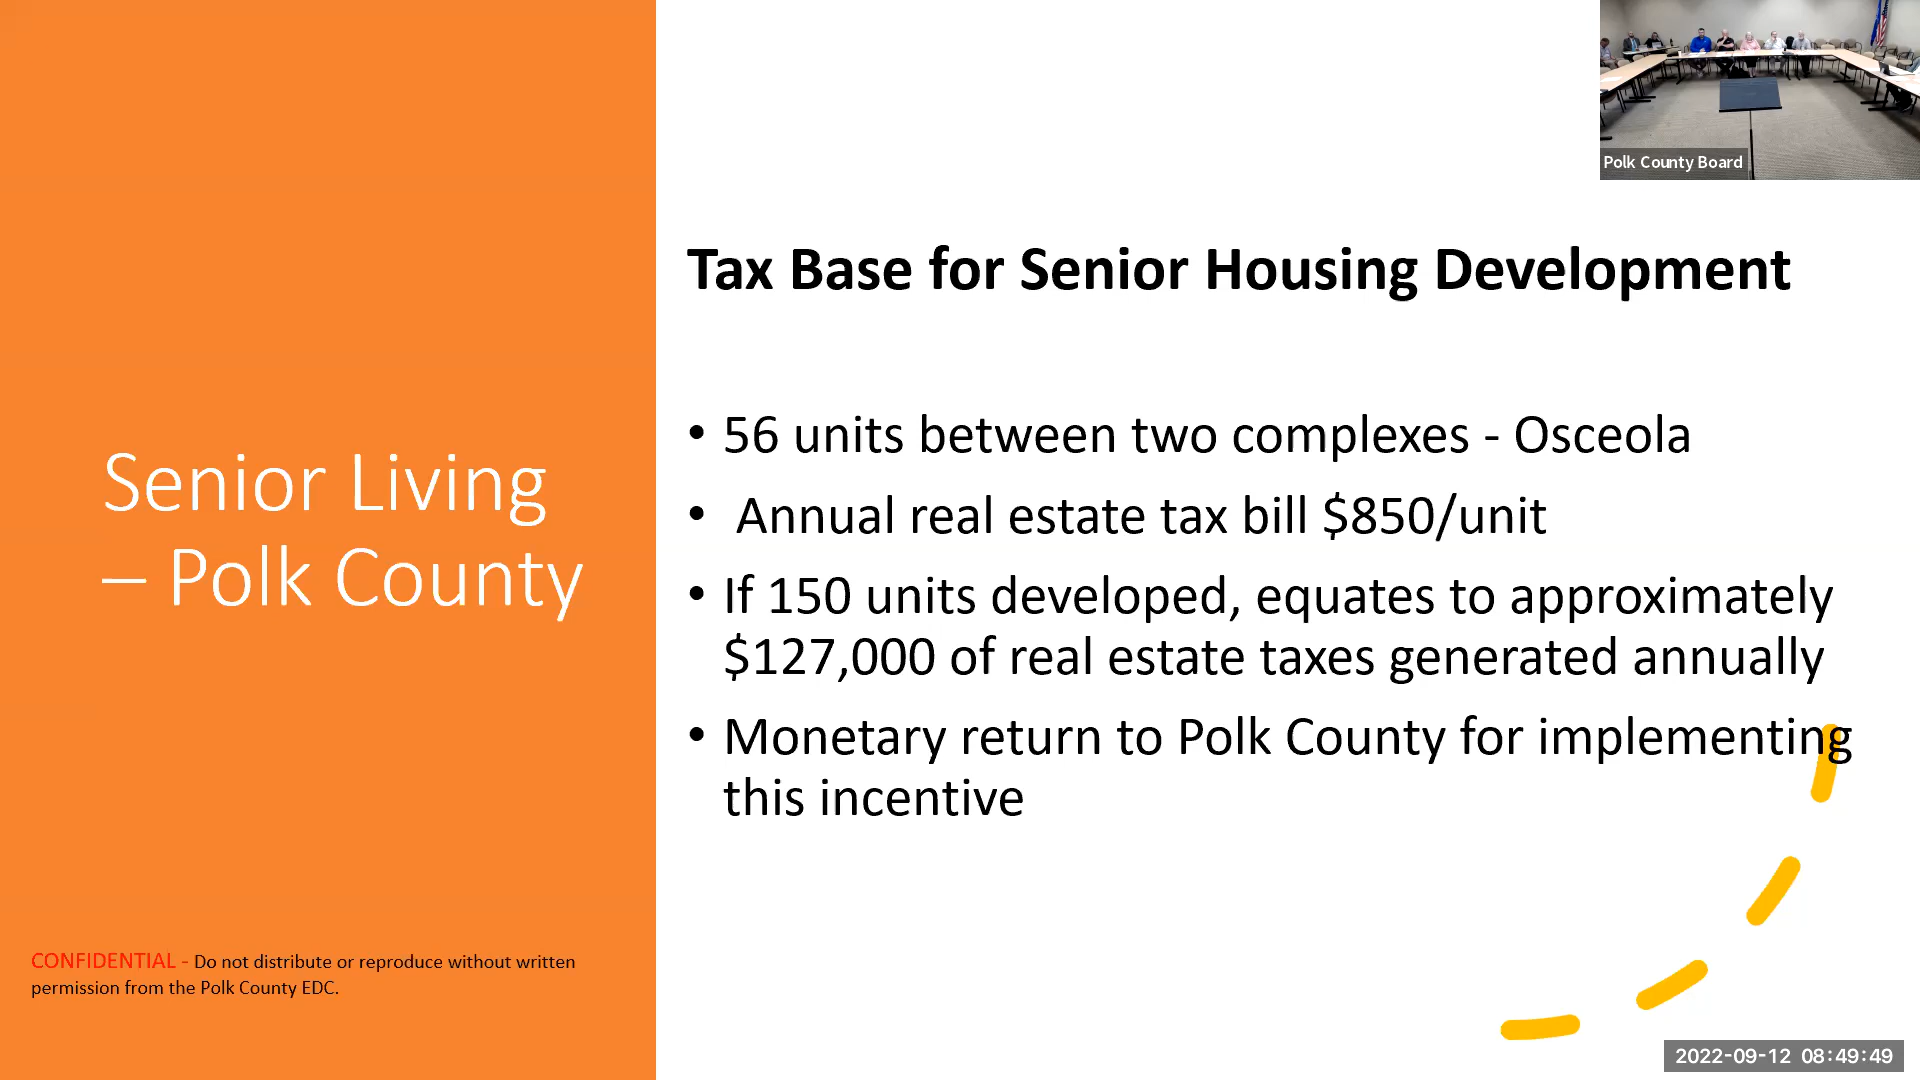 Polk County Board
Tax Base for Senior Housing Development
Senior Living
– Polk County
• 56 units between two complexes - Osceola
• Annual real estate tax bill $850/unit
• If 150 units developed, equates to approximately
$127,000 of real estate taxes generated annually
• Monetary return to Polk County for implementing
this incentive
CONFIDENTIAL - Do not distribute or reproduce without written
permission from the Polk County EDC.
2022-09-12 08:49:49